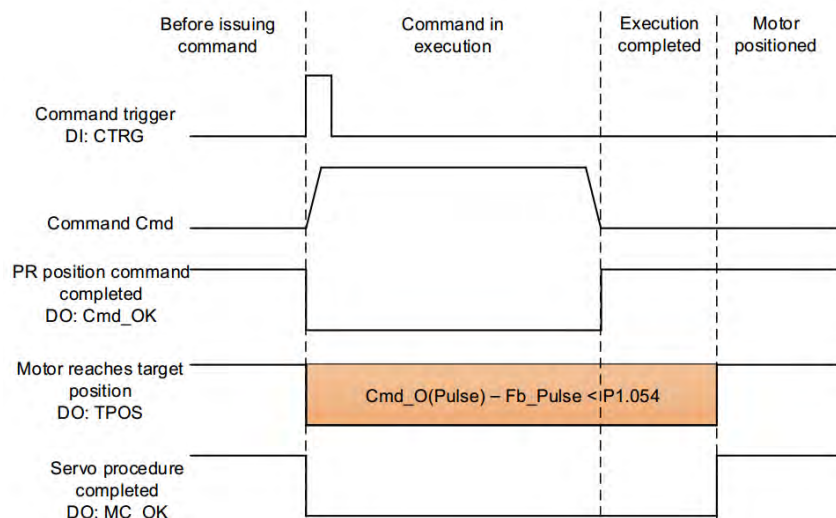 Before issuing
command
Command in
execution
Execution
completed
Motor
positioned
Command trigger
DI: CTRG
Command Cmd
PR position command
completed
DO: Cmd_OK
Motor reaches target
position
DO: TPOS
Cmd_O(Pulse) – Fb_Pulse < P1.054
Servo procedure
completed
DO: MC_OK